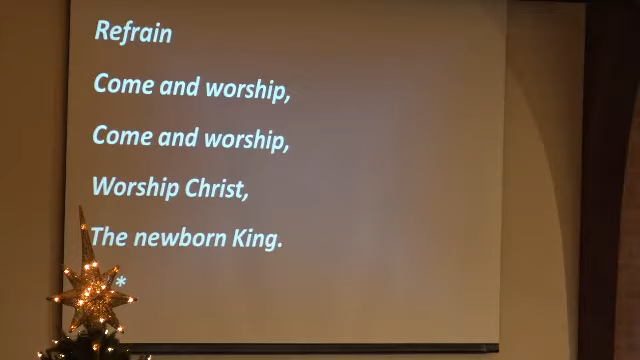 Refrain
Come and worship,
Come and worship,
Worship Christ,
The newborn King.
*